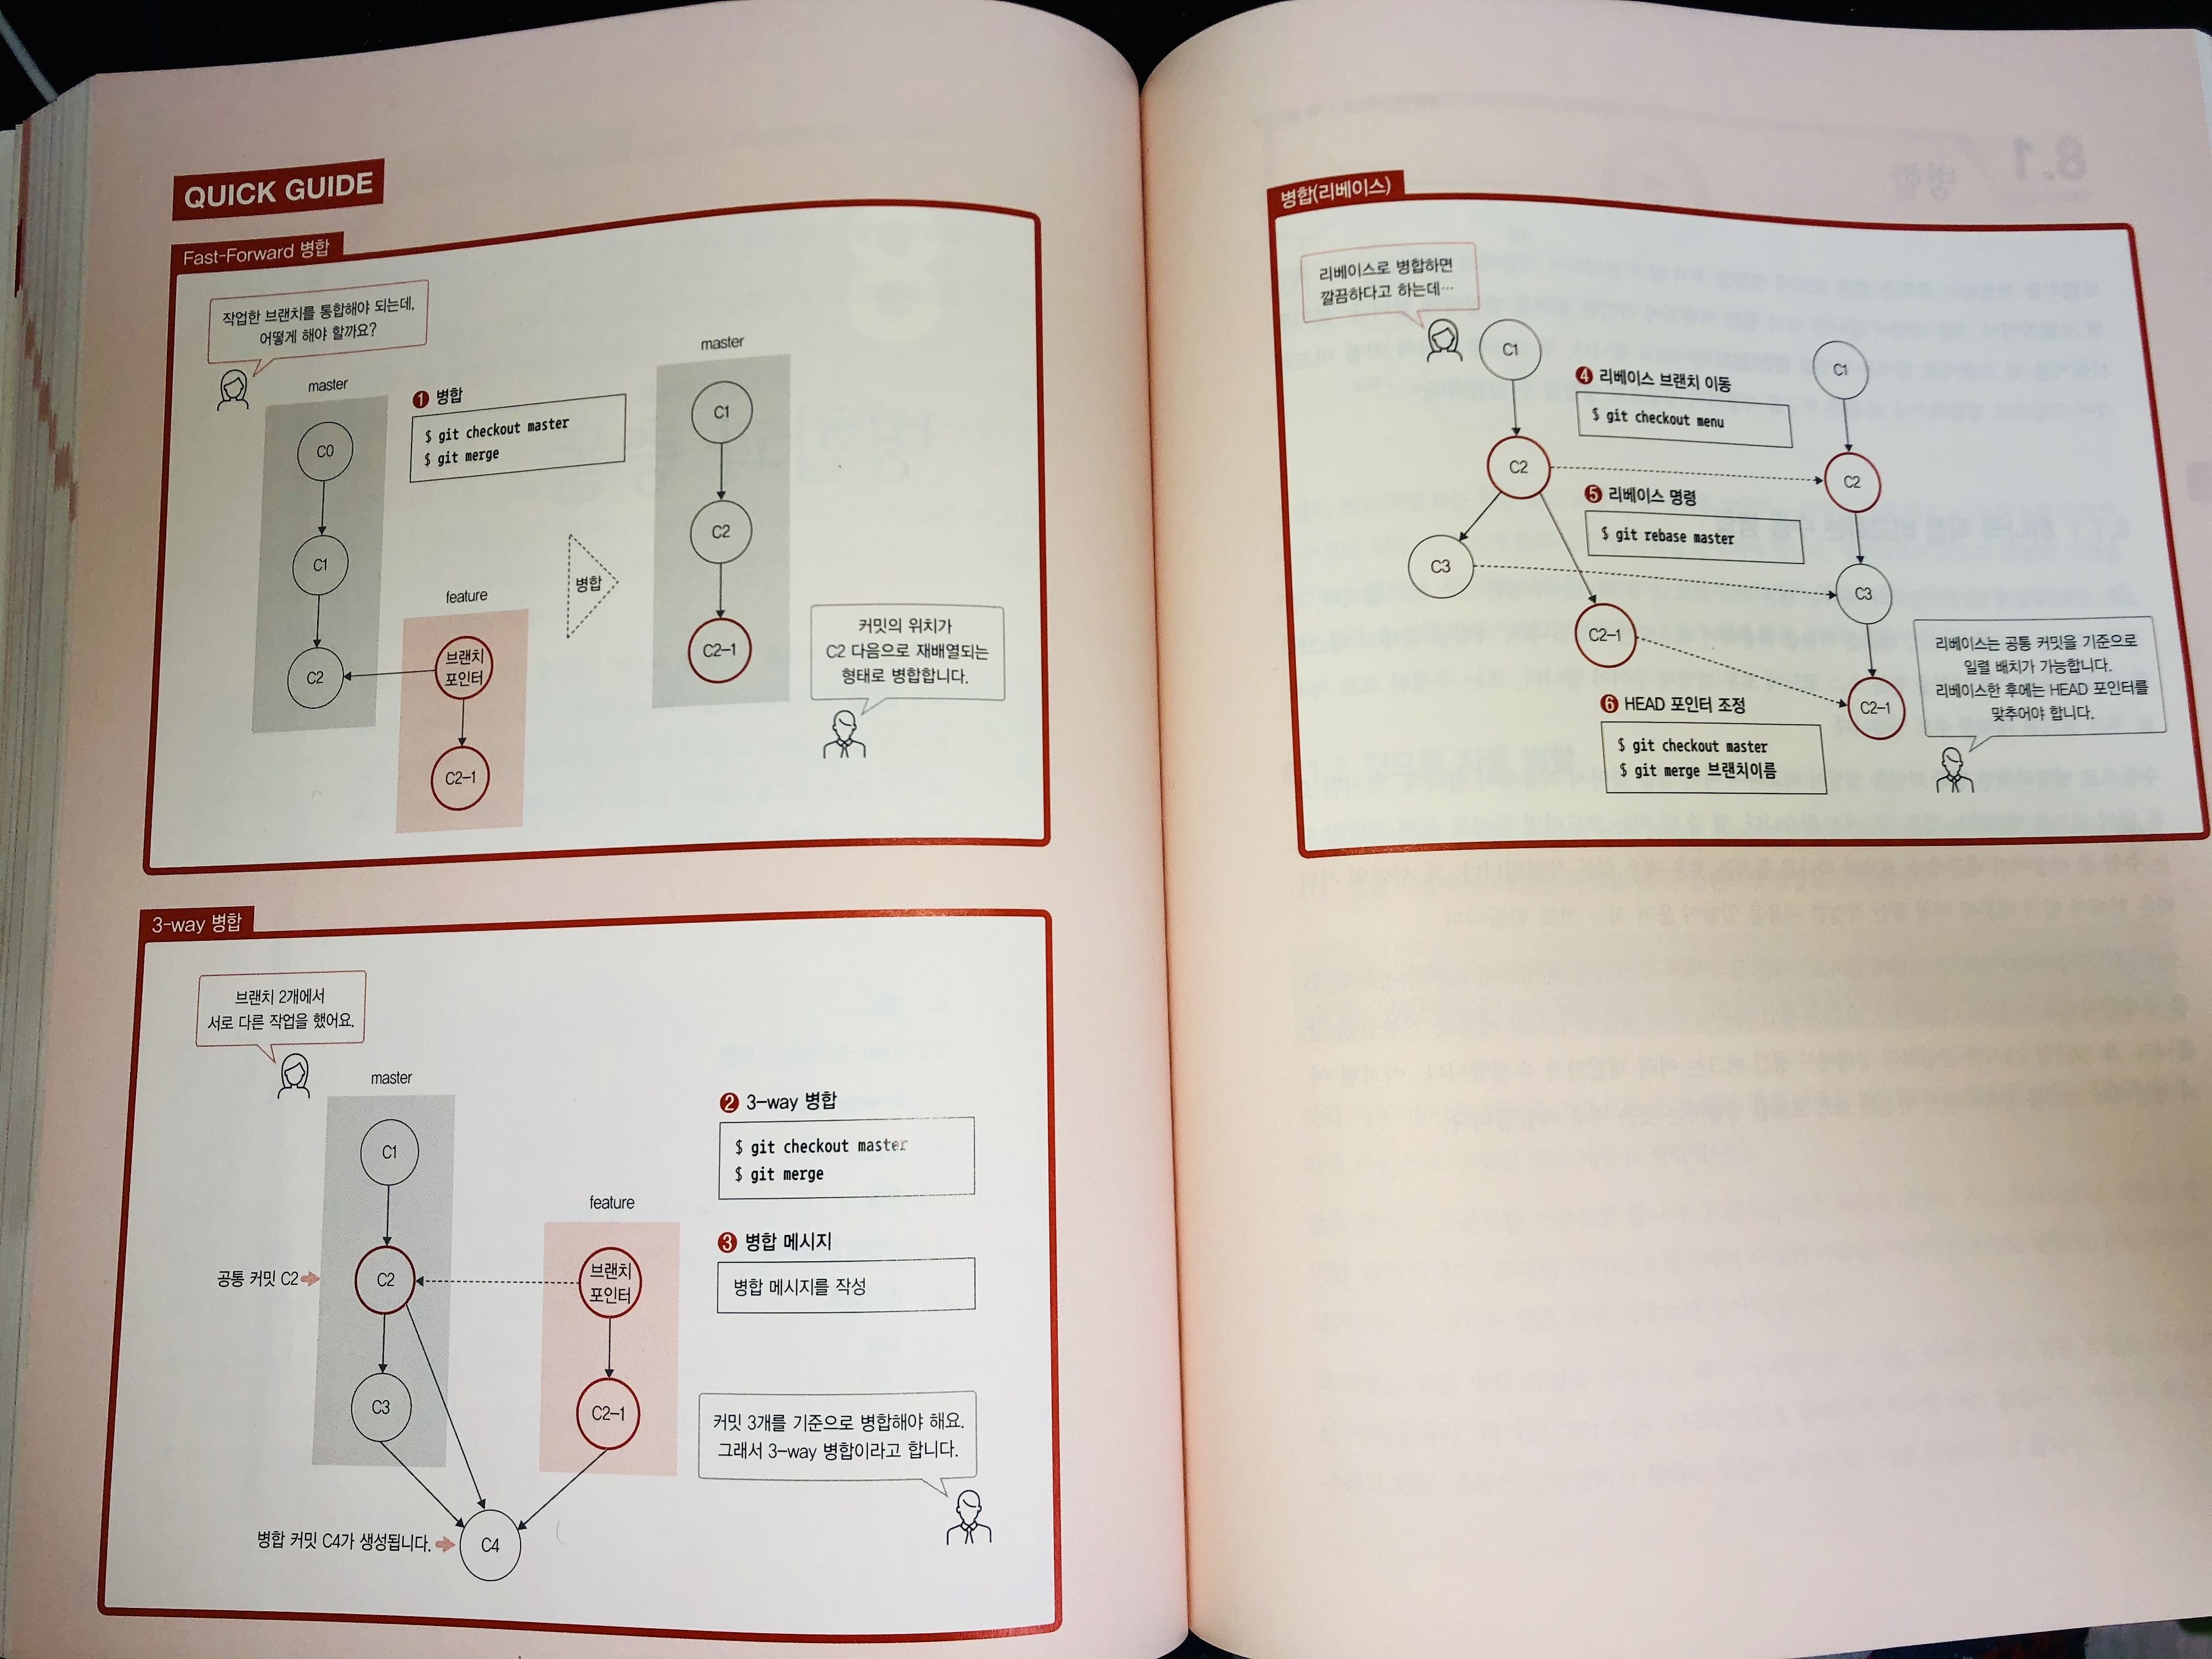 QUICK GUIDE
Fast-Forward 병합
작업한 브랜치를 통합해야 되는데,
어떻게 해야 할까요?
master
C0
C1
C2
feature
브랜치
포인터
C2-1
❶ 병합
$ git checkout master
$ git merge
병합
master
C1
C2
C2-1
커밋의 위치가
C2 다음으로 재배열되는
형태로 병합합니다.
3-way 병합
브랜치 2개에서
서로 다른 작업을 했어요.
master
C1
공통 커밋 C2
C2
C3
feature
브랜치
포인터
C2-1
병합 커밋 C4가 생성됩니다.
C4
❷ 3-way 병합
$ git checkout master
$ git merge
❸ 병합 메시지
병합 메시지를 작성
커밋 3개를 기준으로 병합해야 해요.
그래서 3-way 병합이라고 합니다.
병합(리베이스)
리베이스로 병합하면
깔끔하다고 하는데…
C1
C2
C3
C2-1
❹ 리베이스 브랜치 이동
$ git checkout menu
❺ 리베이스 명령
$ git rebase master
❻ HEAD 포인터 조정
$ git checkout master
$ git merge 브랜치이름
C1
C2
C3
C2-1
리베이스는 공통 커밋을 기준으로
일렬 배치가 가능합니다.
리베이스한 후에는 HEAD 포인터를
맞추어야 합니다.
8.1
병합